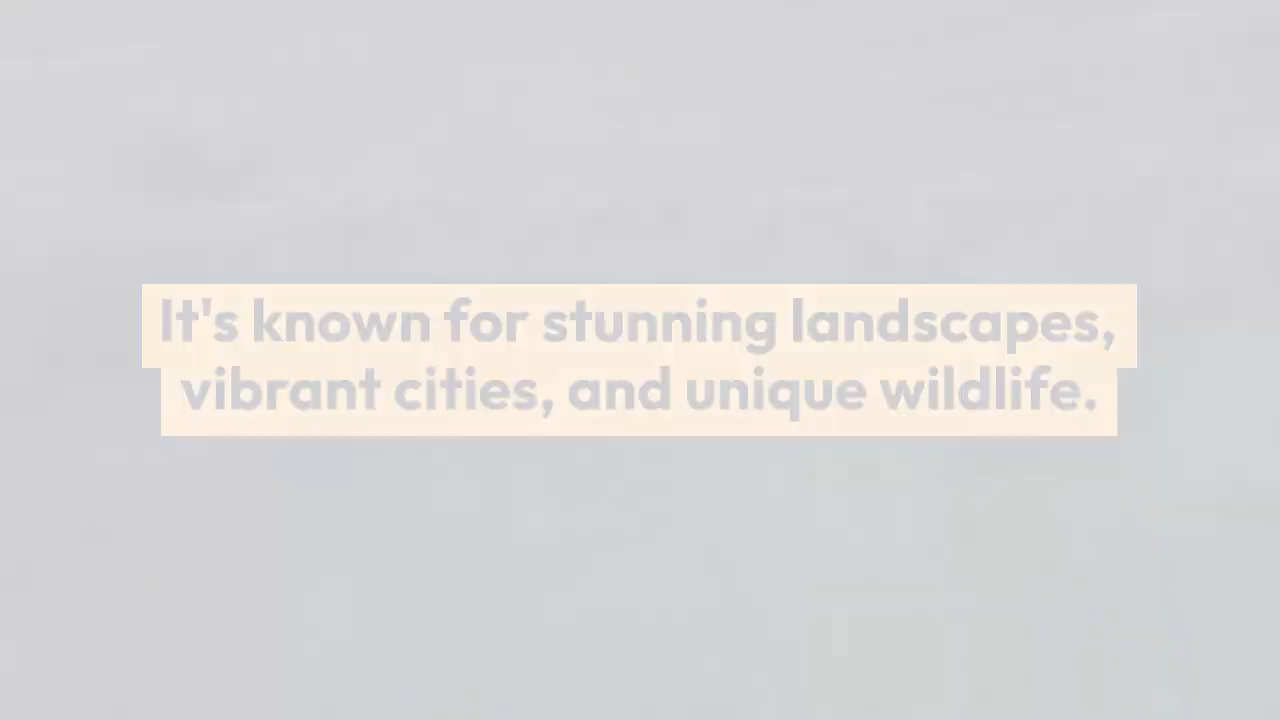 It's known for stunning landscapes,
vibrant cities, and unique wildlife.